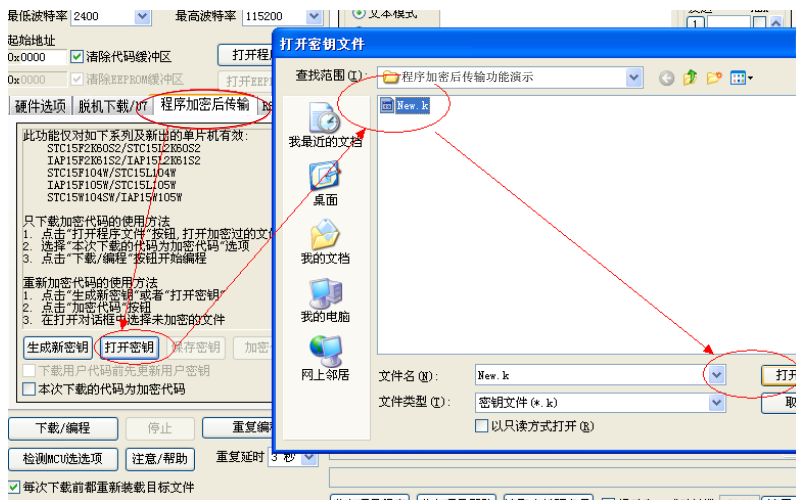 最低波特率 2400 最高波特率 115200
文本模式
起始地址
0x0000 清除代码缓冲区 打开程
0x0000 清除EEPROM缓冲区 打开EEPR
硬件选项 脱机下载/U7 程序加密后传输
此功能仅对如下系列及新出的单片机有效:
STC15F2K60S2/STC15L2K60S2
IAP15F2K61S2/IAP15L2K61S2
STC15F104W/STC15L104W
IAP15F105W/STC15L105W
STC15W104SW/IAP15W105W
只下载加密代码的使用方法
1. 点击"打开程序文件"按钮,打开加密过的文
2. 选择"本次下载的代码为加密代码"选项
3. 点击"下载/编程"按钮开始编程
重新加密代码的使用方法
1. 点击"生成新密钥"或者"打开密钥"
2. 点击"加密代码"按钮
3. 在打开对话框中选择未加密的文件
生成新密钥 打开密钥 保存密钥 加密
下载用户代码前先更新用户密钥
本次下载的代码为加密代码
下载/编程 停止 重复编
检测MCU选选项 注意/帮助 重复延时 3 秒
每次下载前都重新装载目标文件
打开密钥文件
查找范围(I): 程序加密后传输功能演示
New.k
我最近的文档
桌面
我的文档
我的电脑
网上邻居
文件名(N): New.k 打开
文件类型(T): 密钥文件(*.k) 取
以只读方式打开(R)